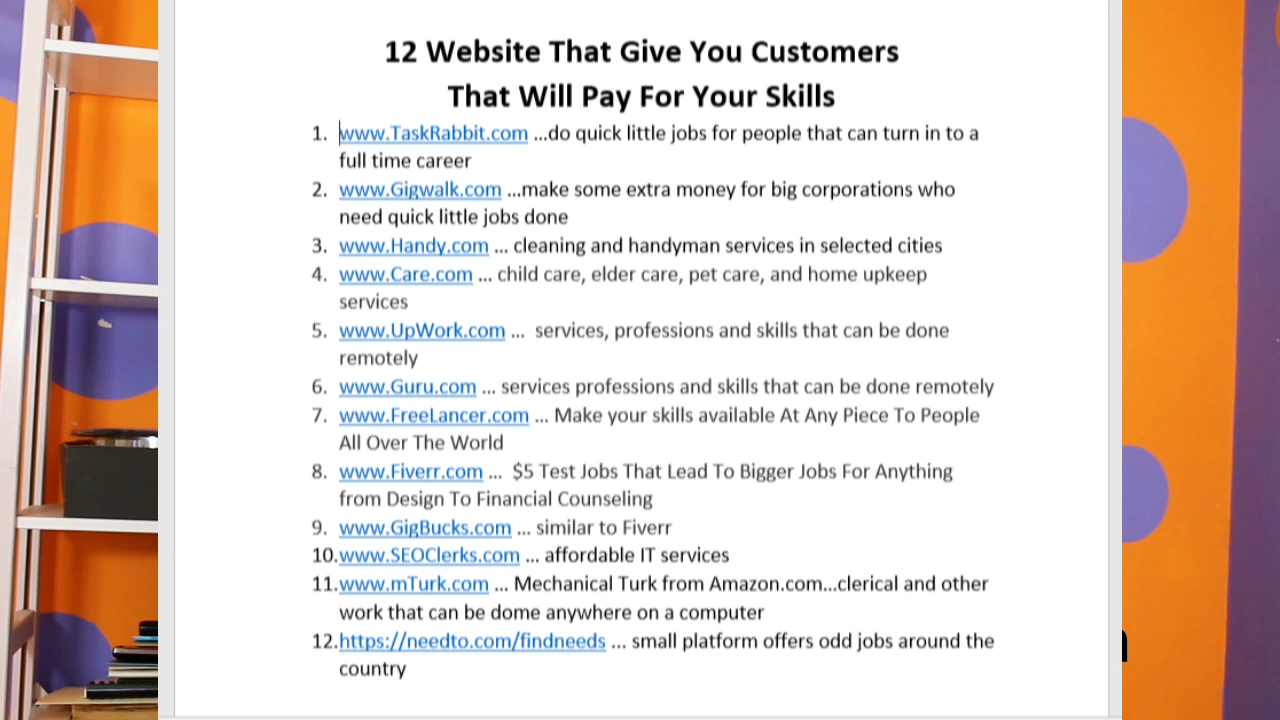 12 Website That Give You Customers
That Will Pay For Your Skills
1. www.TaskRabbit.com ...do quick little jobs for people that can turn in to a
full time career
2. www.Gigwalk.com ...make some extra money for big corporations who
need quick little jobs done
3. www.Handy.com ... cleaning and handyman services in selected cities
4. www.Care.com ... child care, elder care, pet care, and home upkeep
services
5. www.UpWork.com ... services, professions and skills that can be done
remotely
6. www.Guru.com ... services professions and skills that can be done remotely
7. www.FreeLancer.com ... Make your skills available At Any Piece To People
All Over The World
8. www.Fiverr.com ... $5 Test Jobs That Lead To Bigger Jobs For Anything
from Design To Financial Counseling
9. www.GigBucks.com ... similar to Fiverr
10.www.SEOClerks.com ... affordable IT services
11.www.mTurk.com ... Mechanical Turk from Amazon.com...clerical and other
work that can be dome anywhere on a computer
12.https://needto.com/findneeds ... small platform offers odd jobs around the
country